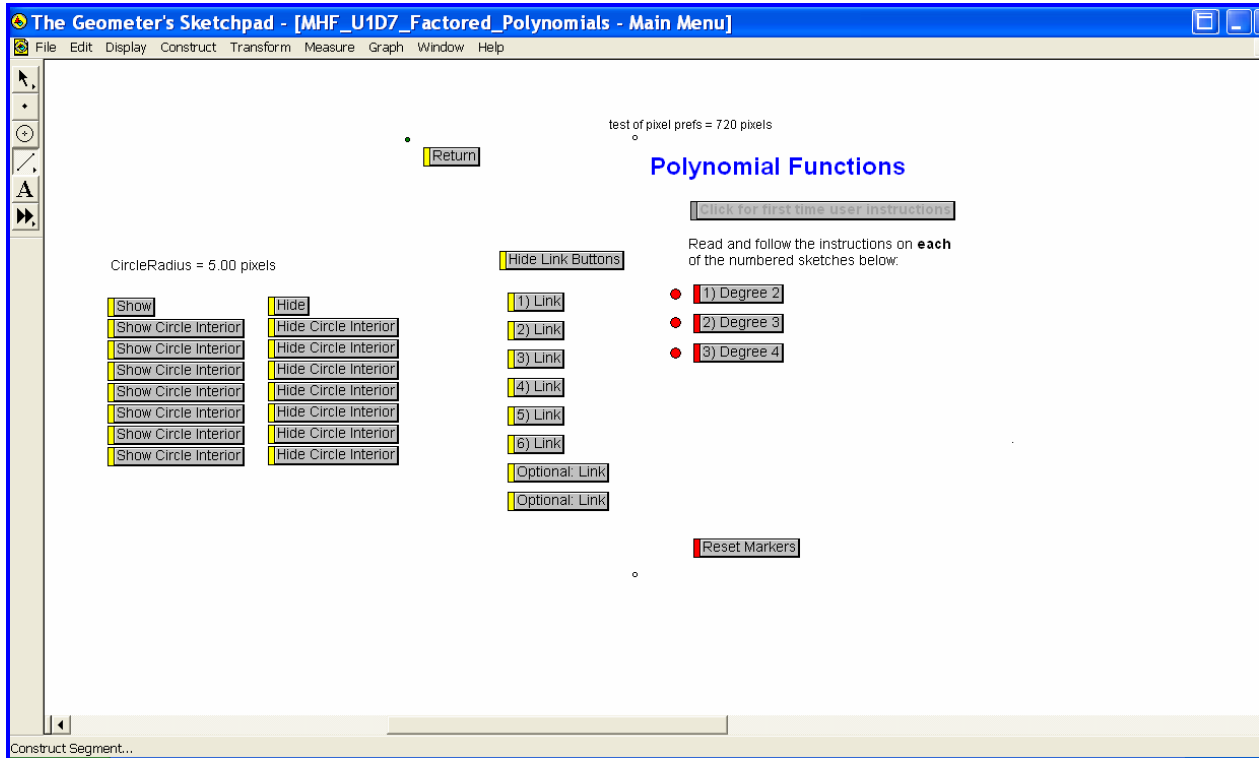 The Geometer's Sketchpad - [MHF_U1D7_Factored_Polynomials - Main Menu]
File Edit Display Construct Transform Measure Graph Window Help
A
test of pixel prefs = 720 pixels
Return
Polynomial Functions
Click for first time user instructions
Read and follow the instructions on each
of the numbered sketches below:
CircleRadius = 5.00 pixels
Hide Link Buttons
Show
Show Circle Interior
Show Circle Interior
Show Circle Interior
Show Circle Interior
Show Circle Interior
Show Circle Interior
Show Circle Interior
Hide
Hide Circle Interior
Hide Circle Interior
Hide Circle Interior
Hide Circle Interior
Hide Circle Interior
Hide Circle Interior
Hide Circle Interior
1) Link
2) Link
3) Link
4) Link
5) Link
6) Link
Optional: Link
Optional: Link
1) Degree 2
2) Degree 3
3) Degree 4
Reset Markers
Construct Segment...